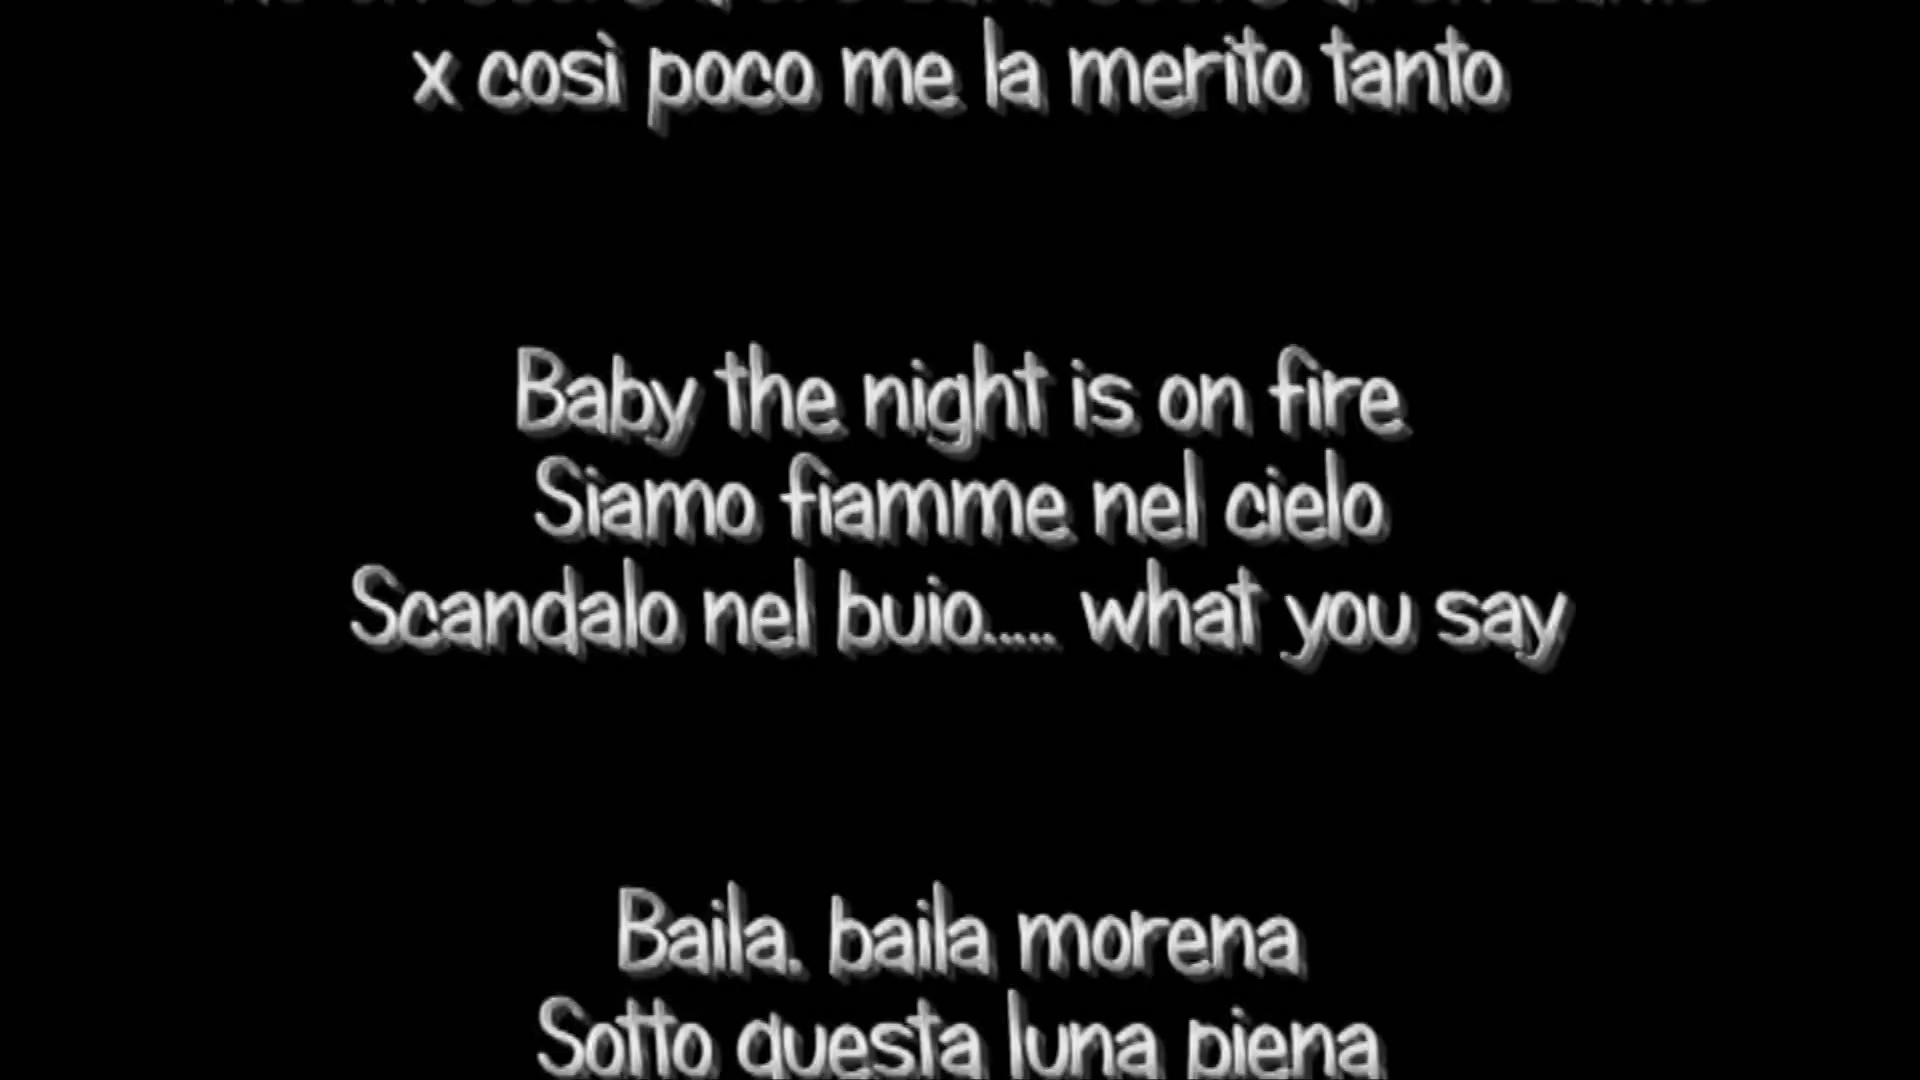 x così poco me la merito tanto
Baby the night is on fire
Siamo fiamme nel cielo
Scandalo nel buio..... what you say
Baila. baila morena
Sotto questa luna piena